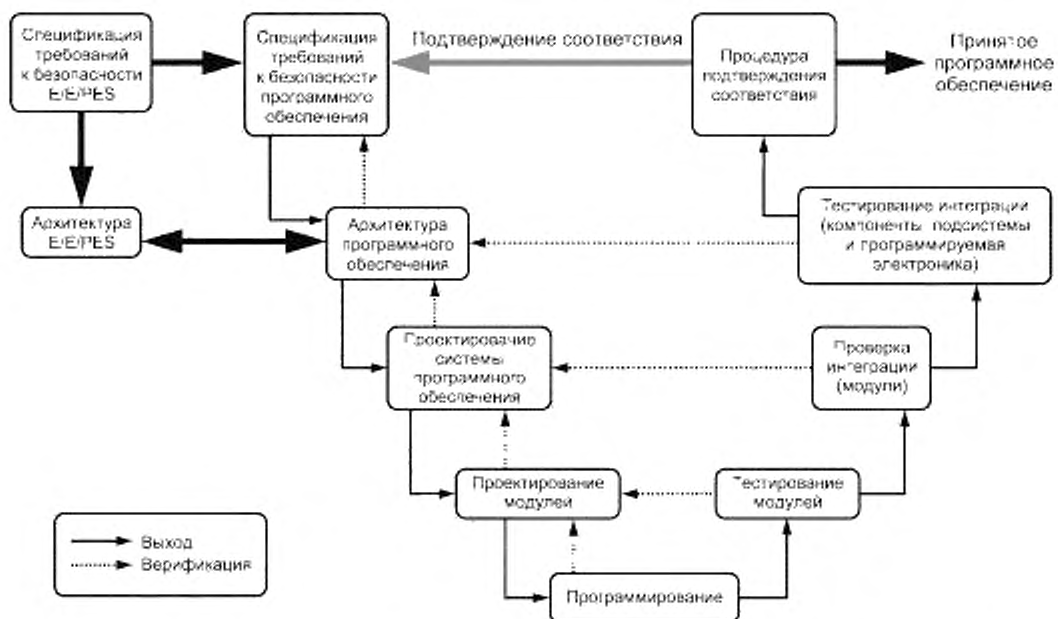 Спецификация
требований
к безопасности
E/E/PES
Спецификация
требований
к безопасности
программного
обеспечения
Подтверждение соответствия
Процедура
подтверждения
соответствия
Принятое
программное
обеспечение
Архитектура
E/E/PES
Архитектура
программного
обеспечения
Тестирование интеграции
(компоненты подсистемы
и программируемая
электроника)
Проектирование
системы
программного
обеспечения
Проверка
интеграции
(модули)
Проектирование
модулей
Тестирование
модулей
Программирование
Выход
Верификация